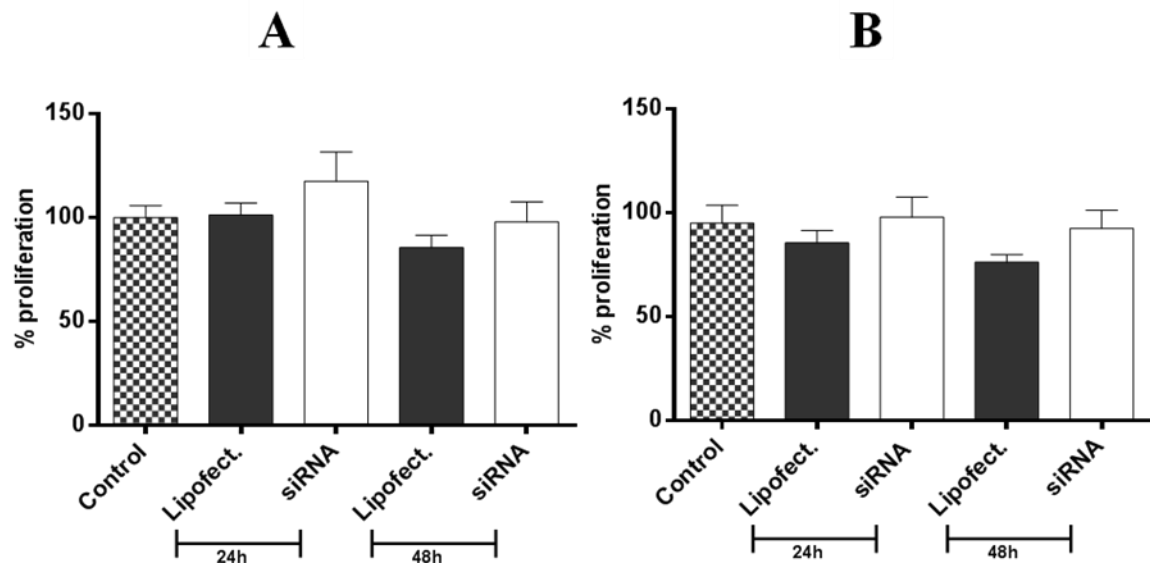 A
150
100
50
0
% proliferation
Control
Lipofect.
siRNA
Lipofect.
siRNA
24h
48h
B
150
100
50
0
% proliferation
Control
Lipofect.
siRNA
Lipofect.
siRNA
24h
48h